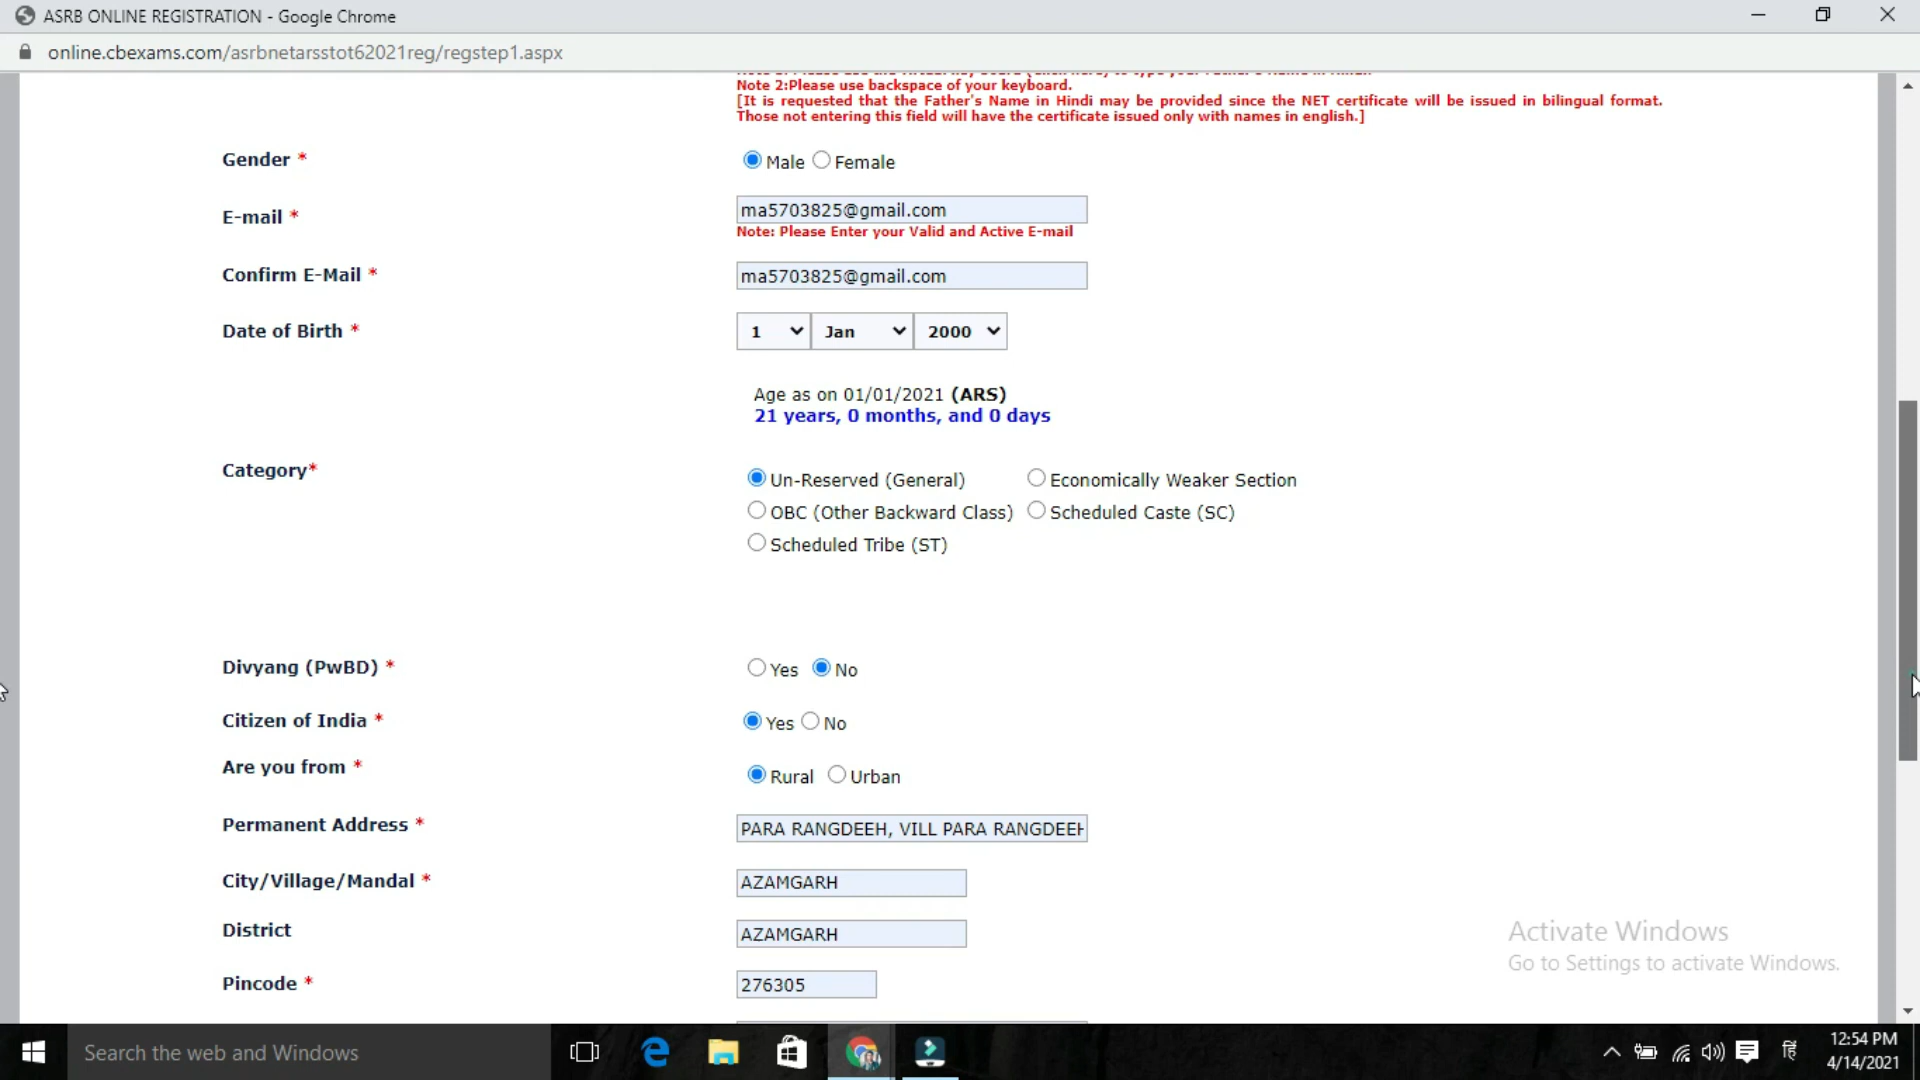 ASRB ONLINE REGISTRATION - Google Chrome
online.cbexams.com/asrbnetarsstot62021reg/regstep1.aspx
Note 2:Please use backspace of your keyboard.
[It is requested that the Father's Name in Hindi may be provided since the NET certificate will be issued in bilingual format.
Those not entering this field will have the certificate issued only with names in english.]
Gender * Male Female
E-mail * ma5703825@gmail.com
Note: Please Enter your Valid and Active E-mail
Confirm E-Mail * ma5703825@gmail.com
Date of Birth * 1 Jan 2000
Age as on 01/01/2021 (ARS)
21 years, 0 months, and 0 days
Category* Un-Reserved (General) Economically Weaker Section
OBC (Other Backward Class) Scheduled Caste (SC)
Scheduled Tribe (ST)
Divyang (PwBD) * Yes No
Citizen of India * Yes No
Are you from * Rural Urban
Permanent Address * PARA RANGDEEH, VILL PARA RANGDEEH
City/Village/Mandal * AZAMGARH
District AZAMGARH
Pincode * 276305
Activate Windows
Go to Settings to activate Windows.
Search the web and Windows
हिं
12:54 PM
4/14/2021